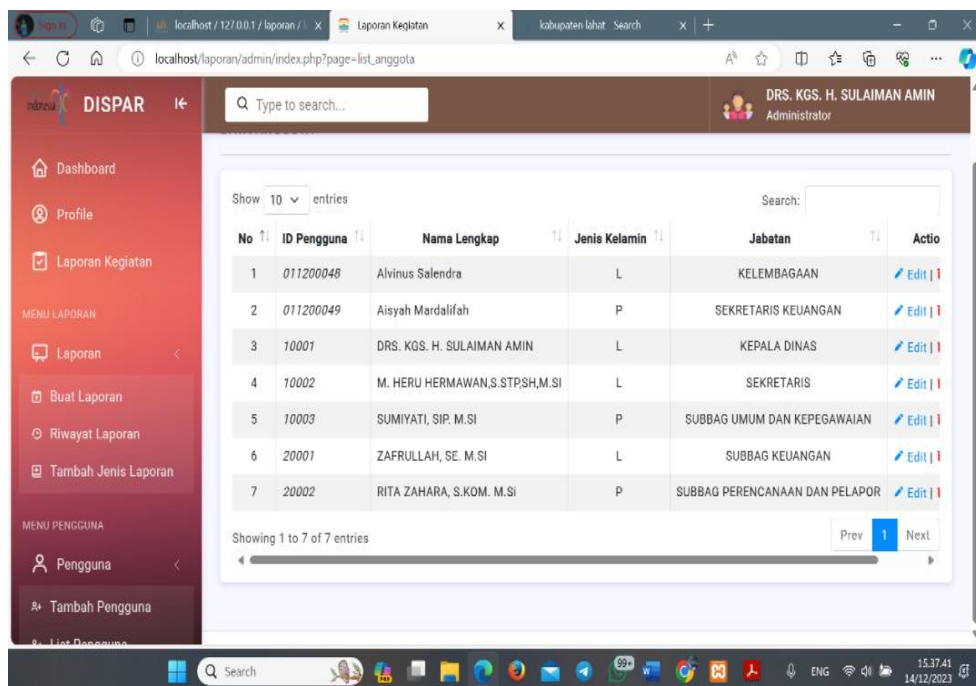 Sign in
localhost / 127.0.0.1 / laporan / l
Laporan Kegiatan
kabupaten lahat Search
localhost/laporan/admin/index.php?page=list_anggota
indonesia DISPAR
Type to search...
DRS. KGS. H. SULAIMAN AMIN
Administrator
Dashboard
Profile
Laporan Kegiatan
MENU LAPORAN
Laporan
Buat Laporan
Riwayat Laporan
Tambah Jenis Laporan
MENU PENGGUNA
Pengguna
Tambah Pengguna
List Pengguna
Show 10 entries
Search:
No ID Pengguna Nama Lengkap Jenis Kelamin Jabatan Actio
1 011200048 Alvinus Salendra L KELEMBAGAAN Edit |
2 011200049 Aisyah Mardalifah P SEKRETARIS KEUANGAN Edit |
3 10001 DRS. KGS. H. SULAIMAN AMIN L KEPALA DINAS Edit |
4 10002 M. HERU HERMAWAN,S.STP,SH,M.SI L SEKRETARIS Edit |
5 10003 SUMIYATI, SIP. M.SI P SUBBAG UMUM DAN KEPEGAWAIAN Edit |
6 20001 ZAFRULLAH, SE. M.SI L SUBBAG KEUANGAN Edit |
7 20002 RITA ZAHARA, S.KOM. M.Si P SUBBAG PERENCANAAN DAN PELAPOR Edit |
Showing 1 to 7 of 7 entries
Prev 1 Next
Search
99+
ENG
15.37.41
14/12/2023